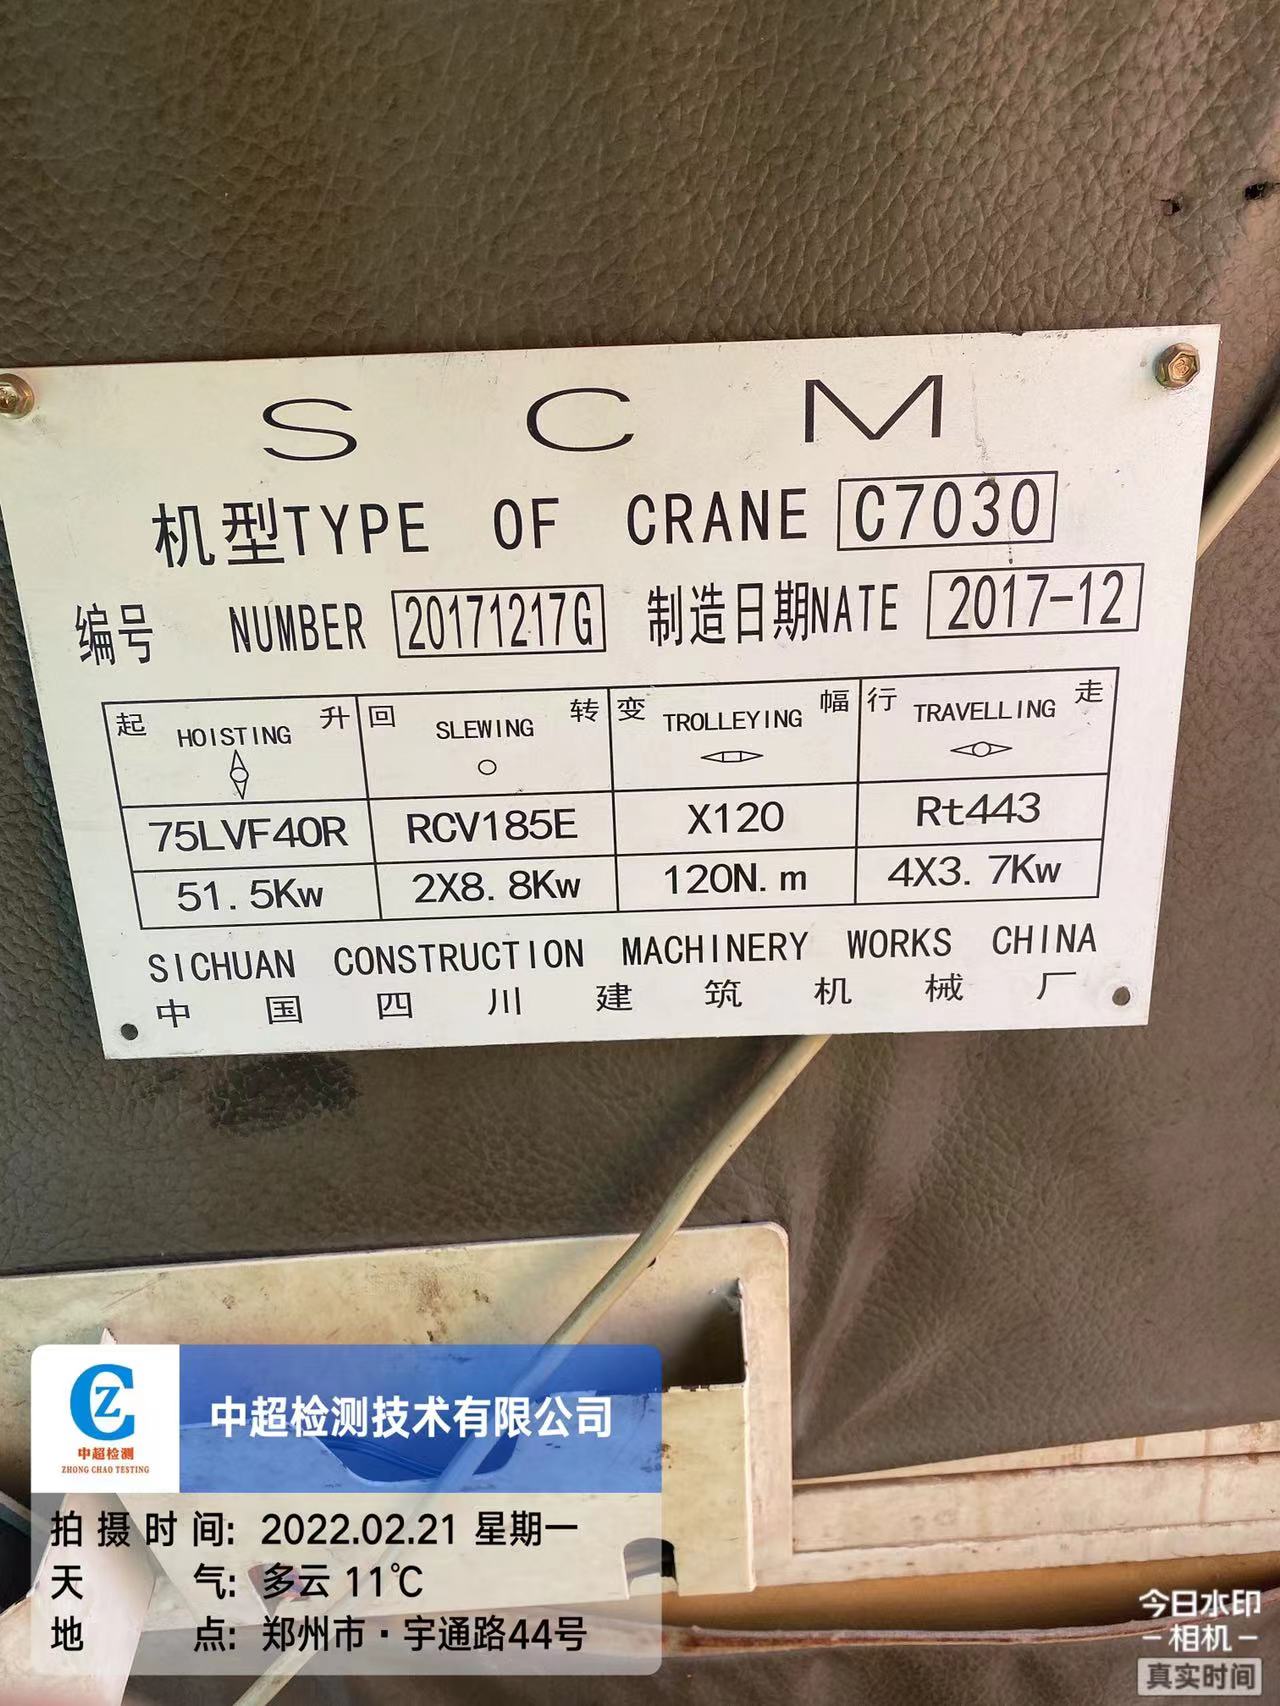 S C M
机型TYPE OF CRANE C7030
编号 NUMBER 20171217G 制造日期NATE 2017-12
起 HOISTING 升 回 SLEWING 转 变 TROLLEYING 幅 行 TRAVELLING 走
75LVF40R RCV185E X120 Rt443
51.5Kw 2X8.8Kw 120N.m 4X3.7Kw
SICHUAN CONSTRUCTION MACHINERY WORKS CHINA
中国四川建筑机械厂
CZ
中超检测
ZHONG CHAO TESTING
中超检测技术有限公司
拍摄时间: 2022.02.21 星期一
天气: 多云 11℃
地点: 郑州市·宇通路44号
今日水印
-相机-
真实时间